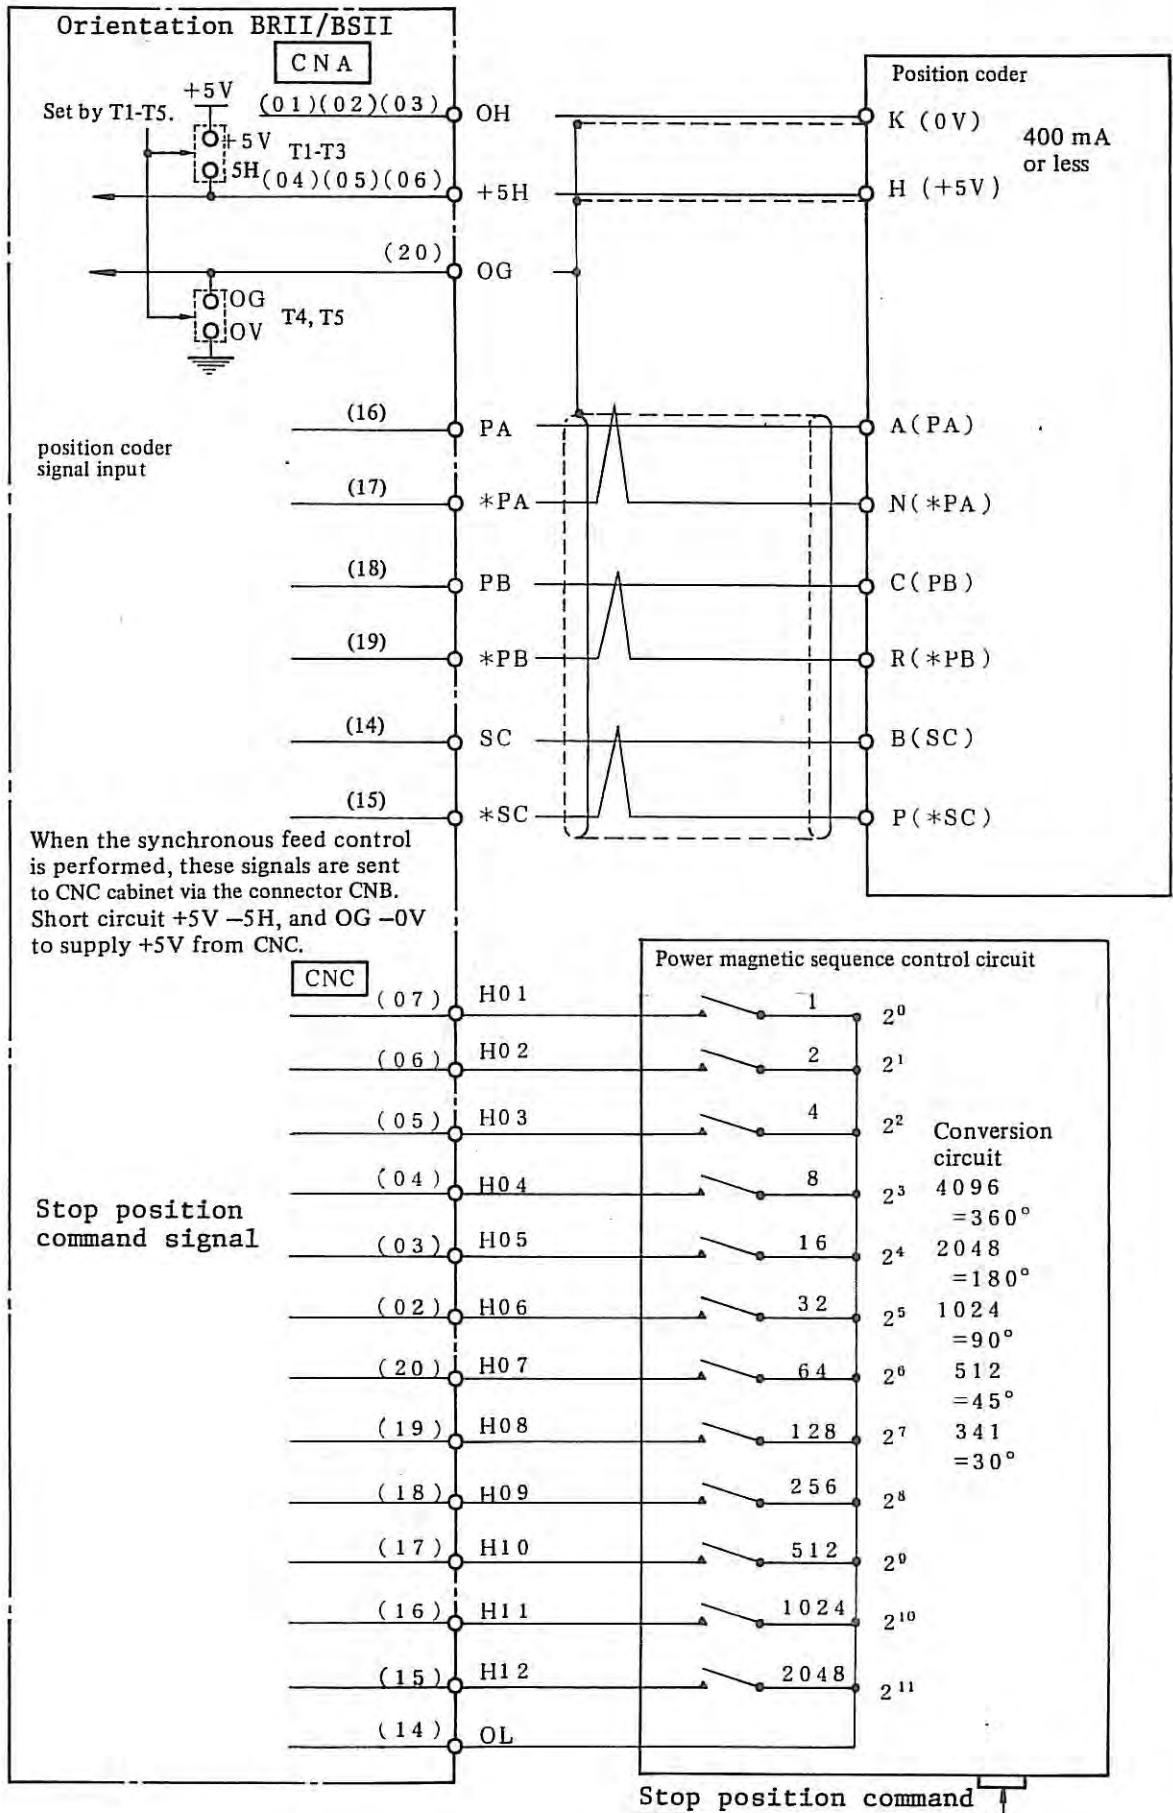 Orientation BRII/BSII
CNA
+5V
Set by T1-T5.
+5V
5H
T1-T3
(01)(02)(03)
OH
(04)(05)(06)
+5H
(20)
OG
OG
OV
T4, T5
Position coder
K (0V)
400 mA
or less
H (+5V)
position coder
signal input
(16)
PA
A(PA)
(17)
*PA
N(*PA)
(18)
PB
C(PB)
(19)
*PB
R(*PB)
(14)
SC
B(SC)
(15)
*SC
P(*SC)
When the synchronous feed control
is performed, these signals are sent
to CNC cabinet via the connector CNB.
Short circuit +5V –5H, and OG –0V
to supply +5V from CNC.
CNC
Power magnetic sequence control circuit
(07) H01 1 2⁰
(06) H02 2 2¹
(05) H03 4 2²
(04) H04 8 2³
(03) H05 16 2⁴
(02) H06 32 2⁵
(20) H07 64 2⁶
(19) H08 128 2⁷
(18) H09 256 2⁸
(17) H10 512 2⁹
(16) H11 1024 2¹⁰
(15) H12 2048 2¹¹
(14) OL
Stop position
command signal
Conversion
circuit
4096
=360°
2048
=180°
1024
=90°
512
=45°
341
=30°
Stop position command